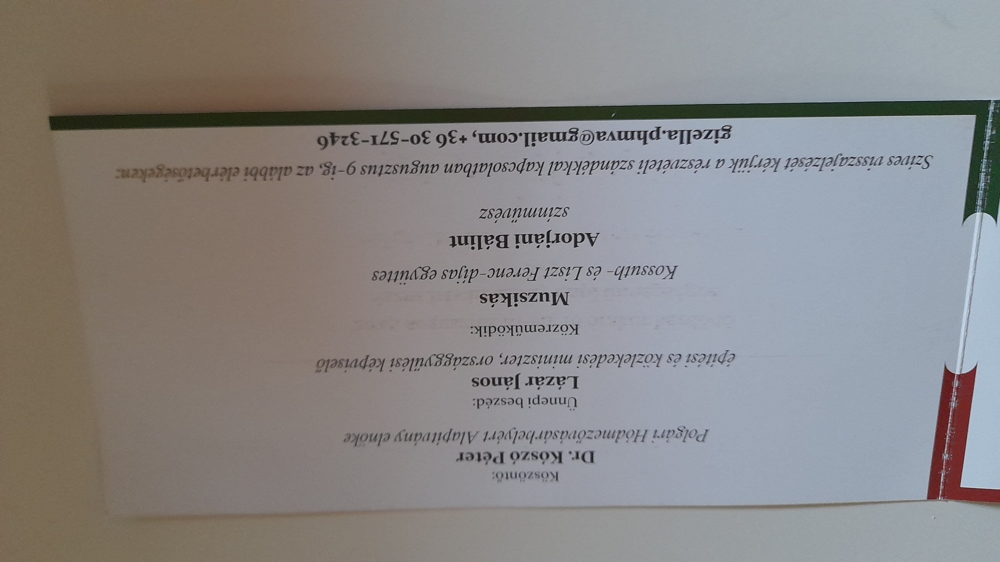 Köszöntő:
Dr. Kószó Péter
Polgári Hódmezővásárhelyért Alapítvány elnöke
Ünnepi beszéd:
Lázár János
építési és közlekedési miniszter, országgyűlési képviselő
Közreműködik:
Muzsikás
Kossuth- és Liszt Ferenc-díjas együttes
Adorjáni Bálint
színművész
Szíves visszajelzését kérjük a részvételi szándékkal kapcsolatban augusztus 9-ig, az alábbi elérhetőségeken:
gizella.phmva@gmail.com, +36 30-571-3246